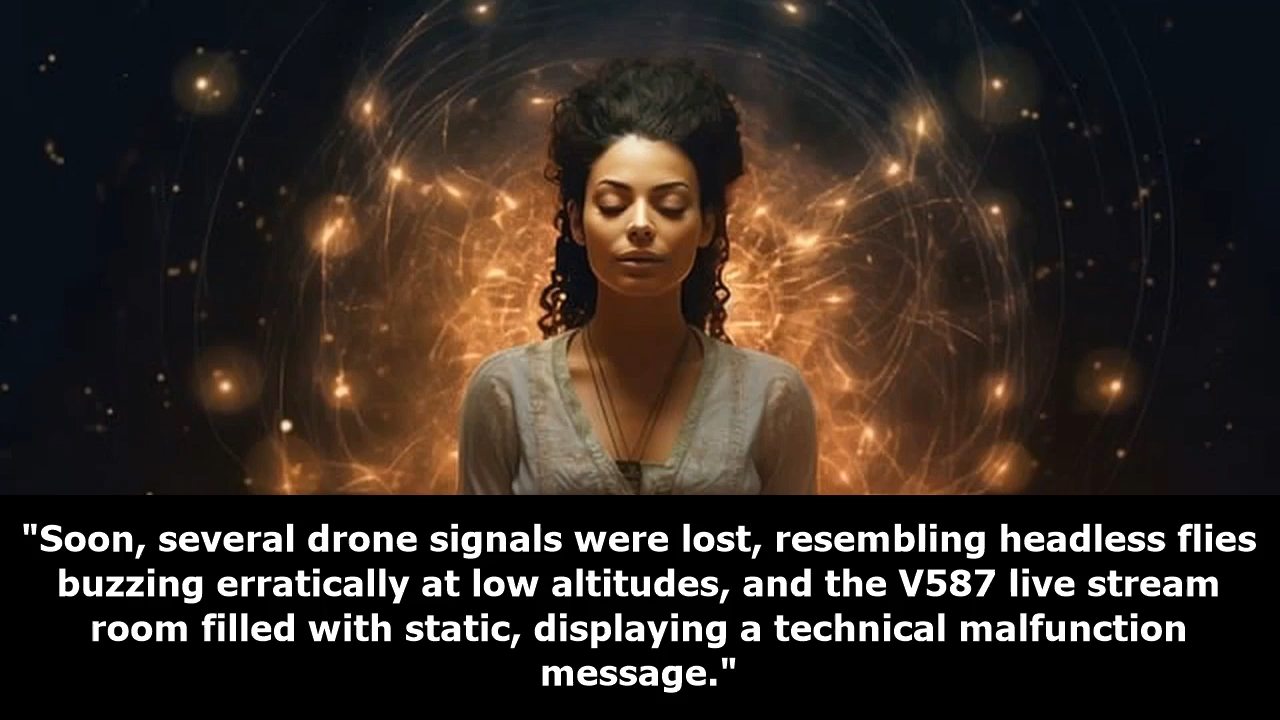 "Soon, several drone signals were lost, resembling headless flies
buzzing erratically at low altitudes, and the V587 live stream
room filled with static, displaying a technical malfunction
message."